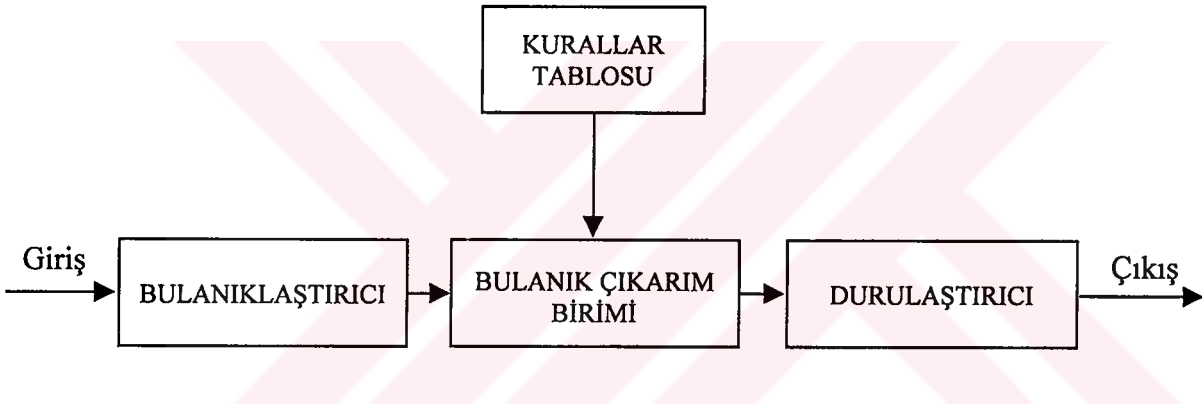 KURALLAR
TABLOSU
Giriş
BULANIKLAŞTIRICI
BULANIK ÇIKARIM
BİRİMİ
DURULAŞTIRICI
Çıkış